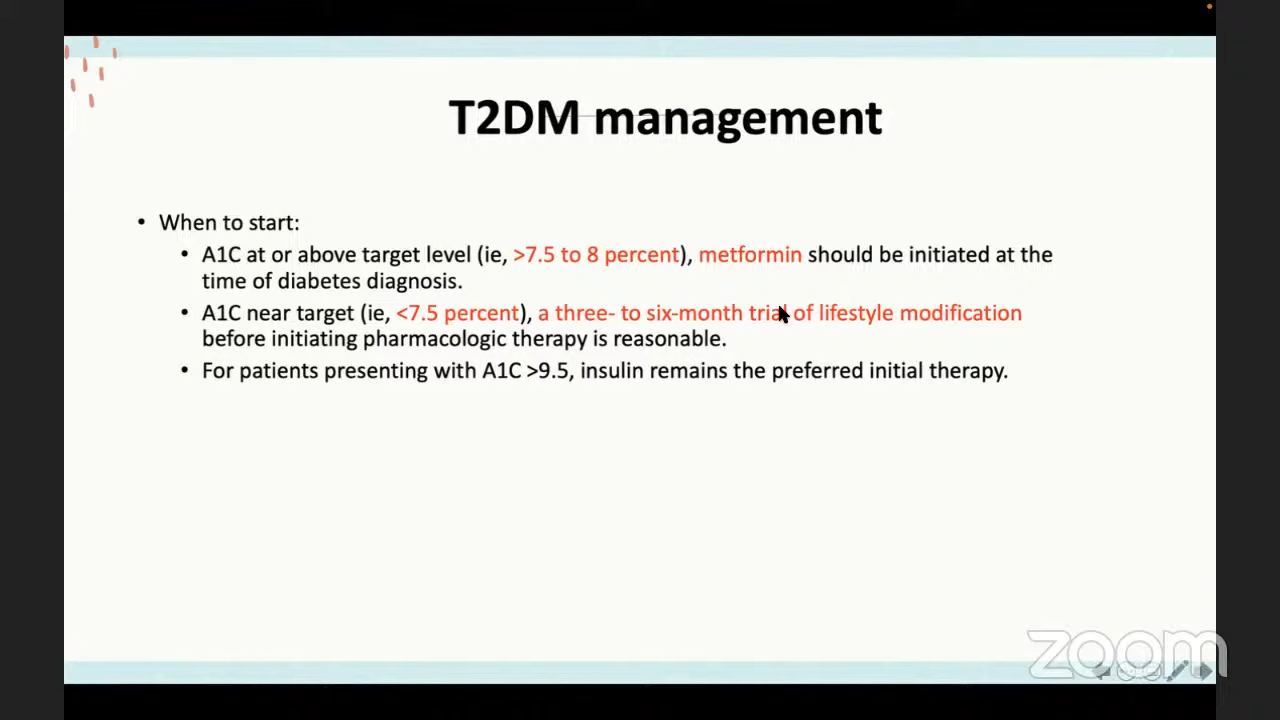 T2DM management
• When to start:
• A1C at or above target level (ie, >7.5 to 8 percent), metformin should be initiated at the
time of diabetes diagnosis.
• A1C near target (ie, <7.5 percent), a three- to six-month trial of lifestyle modification
before initiating pharmacologic therapy is reasonable.
• For patients presenting with A1C >9.5, insulin remains the preferred initial therapy.
zoom